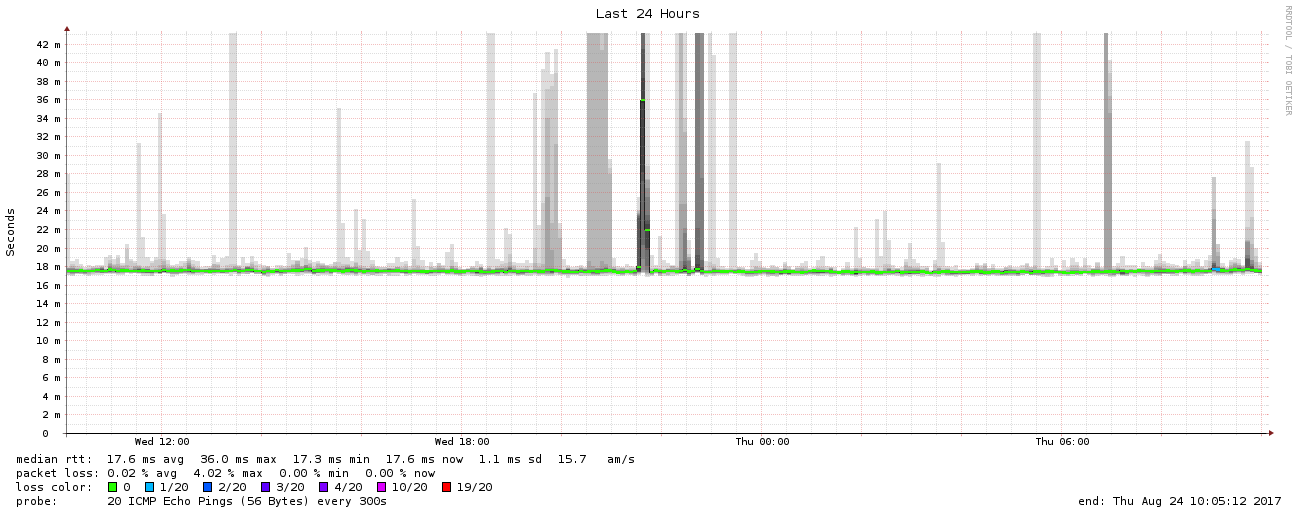 Last 24 Hours
RRDTOOL / TOBI OETIKER
Seconds
42 m
40 m
38 m
36 m
34 m
32 m
30 m
28 m
26 m
24 m
22 m
20 m
18 m
16 m
14 m
12 m
10 m
8 m
6 m
4 m
2 m
0
Wed 12:00 Wed 18:00 Thu 00:00 Thu 06:00
median rtt: 17.6 ms avg 36.0 ms max 17.3 ms min 17.6 ms now 1.1 ms sd 15.7 am/s
packet loss: 0.02 % avg 4.02 % max 0.00 % min 0.00 % now
loss color: 0 1/20 2/20 3/20 4/20 10/20 19/20
probe: 20 ICMP Echo Pings (56 Bytes) every 300s end: Thu Aug 24 10:05:12 2017